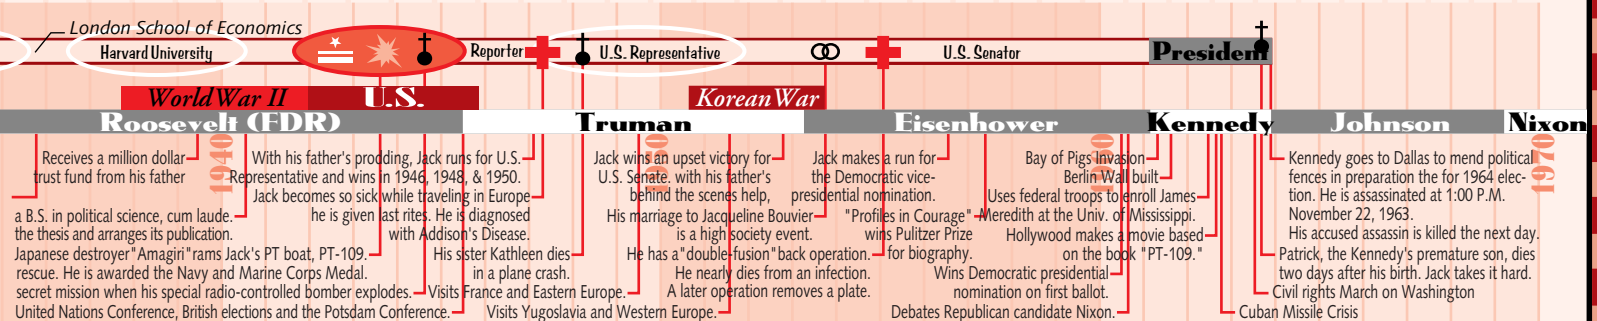 London School of Economics
Harvard University
Reporter
U.S. Representative
U.S. Senator
President
World War II
U.S.
Korean War
Roosevelt (FDR)
Truman
Eisenhower
Kennedy
Johnson
Nixon
1940
1950
1960
1970
Receives a million dollar
trust fund from his father
a B.S. in political science, cum laude.
the thesis and arranges its publication.
Japanese destroyer "Amagiri" rams Jack's PT boat, PT-109.
rescue. He is awarded the Navy and Marine Corps Medal.
secret mission when his special radio-controlled bomber explodes.
United Nations Conference, British elections and the Potsdam Conference.
With his father's prodding, Jack runs for U.S.
Representative and wins in 1946, 1948, & 1950.
Jack becomes so sick while traveling in Europe
he is given last rites. He is diagnosed
with Addison's Disease.
His sister Kathleen dies
in a plane crash.
Visits France and Eastern Europe.
Visits Yugoslavia and Western Europe.
Jack wins an upset victory for
U.S. Senate. with his father's
behind the scenes help,
His marriage to Jacqueline Bouvier
is a high society event.
He has a "double-fusion" back operation.
He nearly dies from an infection.
A later operation removes a plate.
Jack makes a run for
the Democratic vice-
presidential nomination.
"Profiles in Courage"
wins Pulitzer Prize
for biography.
Wins Democratic presidential
nomination on first ballot.
Debates Republican candidate Nixon.
Bay of Pigs Invasion
Berlin Wall built
Uses federal troops to enroll James
Meredith at the Univ. of Mississippi.
Hollywood makes a movie based
on the book "PT-109."
Kennedy goes to Dallas to mend political
fences in preparation the for 1964 elec-
tion. He is assassinated at 1:00 P.M.
November 22, 1963.
His accused assassin is killed the next day.
Patrick, the Kennedy's premature son, dies
two days after his birth. Jack takes it hard.
Civil rights March on Washington
Cuban Missile Crisis